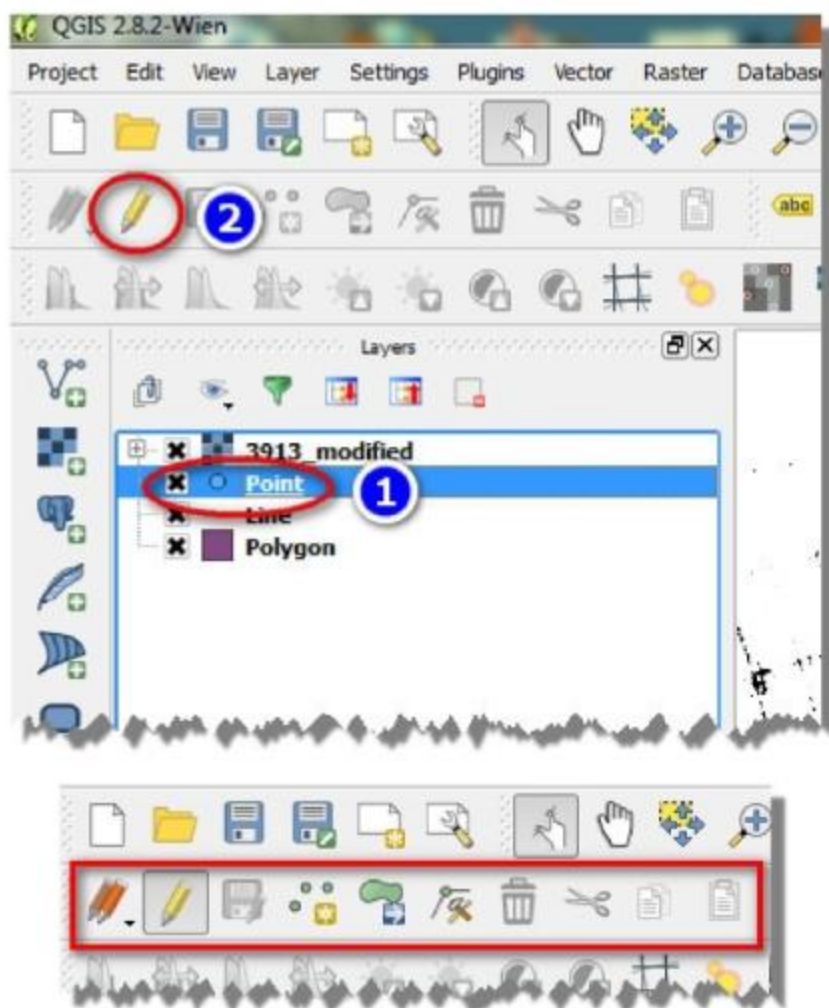 QGIS 2.8.2-Wien
Project Edit View Layer Settings Plugins Vector Raster Databas
2
abc
Layers
3913_modified
Point
1
Line
Polygon